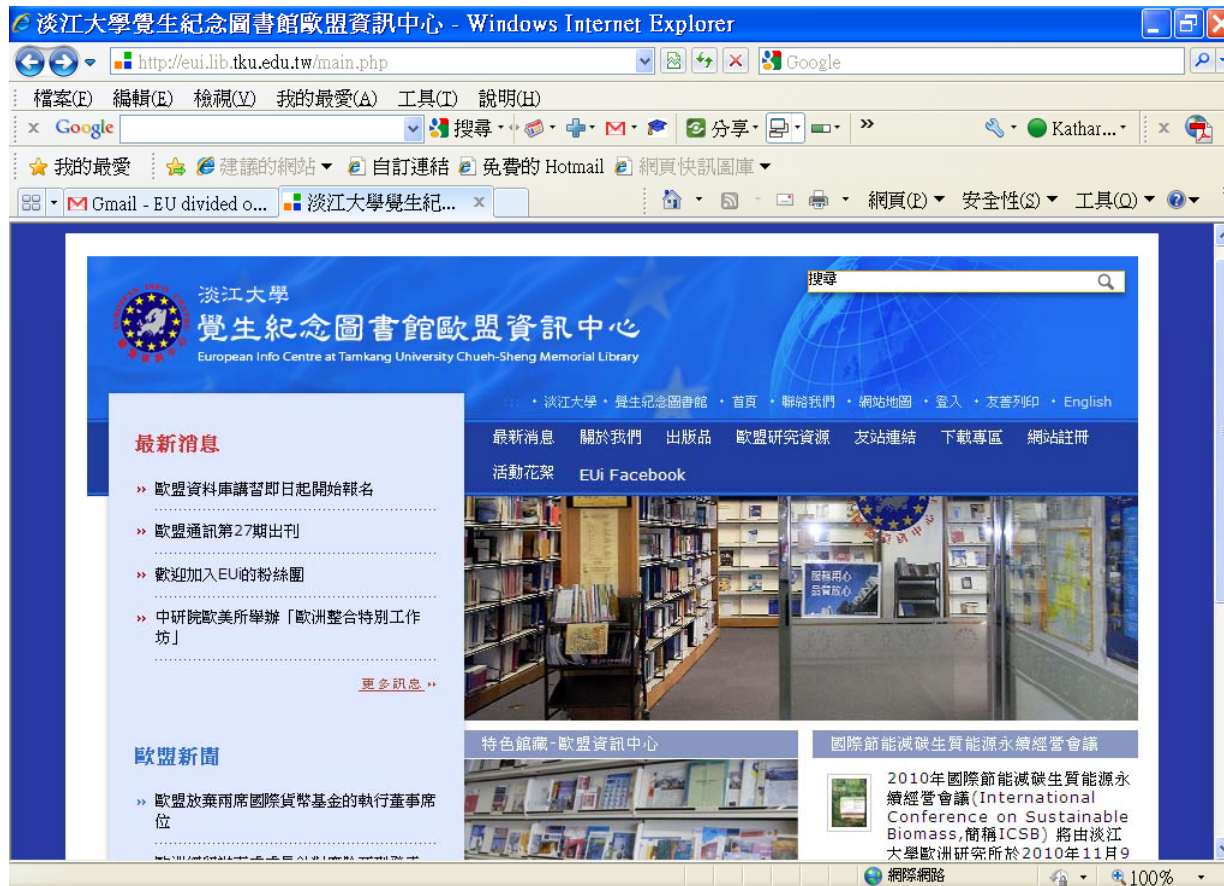 淡江大學覺生紀念圖書館歐盟資訊中心 - Windows Internet Explorer
http://eui.lib.tku.edu.tw/main.php
Google
檔案(F) 編輯(E) 檢視(V) 我的最愛(A) 工具(T) 說明(H)
x Google 搜尋 分享 » Kathar... x
我的最愛 建議的網站 自訂連結 免費的 Hotmail 網頁快訊圖庫
Gmail - EU divided o... 淡江大學覺生紀... x 網頁(P) 安全性(S) 工具(O)
搜尋
淡江大學
覺生紀念圖書館歐盟資訊中心
European Info Centre at Tamkang University Chueh-Sheng Memorial Library
::: ・淡江大學・覺生紀念圖書館 ・首頁 ・聯絡我們 ・網站地圖 ・登入 ・友善列印 ・English
最新消息 關於我們 出版品 歐盟研究資源 友站連結 下載專區 網站註冊
活動花絮 EUi Facebook
最新消息
» 歐盟資料庫講習即日起開始報名
» 歐盟通訊第27期出刊
» 歡迎加入EUi的粉絲團
» 中研院歐美所舉辦「歐洲整合特別工作
坊」
更多訊息 »
服務用心
品質放心
歐盟新聞
» 歐盟放棄兩席國際貨幣基金的執行董事席
位
特色館藏-歐盟資訊中心
國際節能減碳生質能源永續經營會議
2010年國際節能減碳生質能源永
續經營會議(International
Conference on Sustainable
Biomass,簡稱ICSB) 將由淡江
大學歐洲研究所於2010年11月9
網際網路 100%